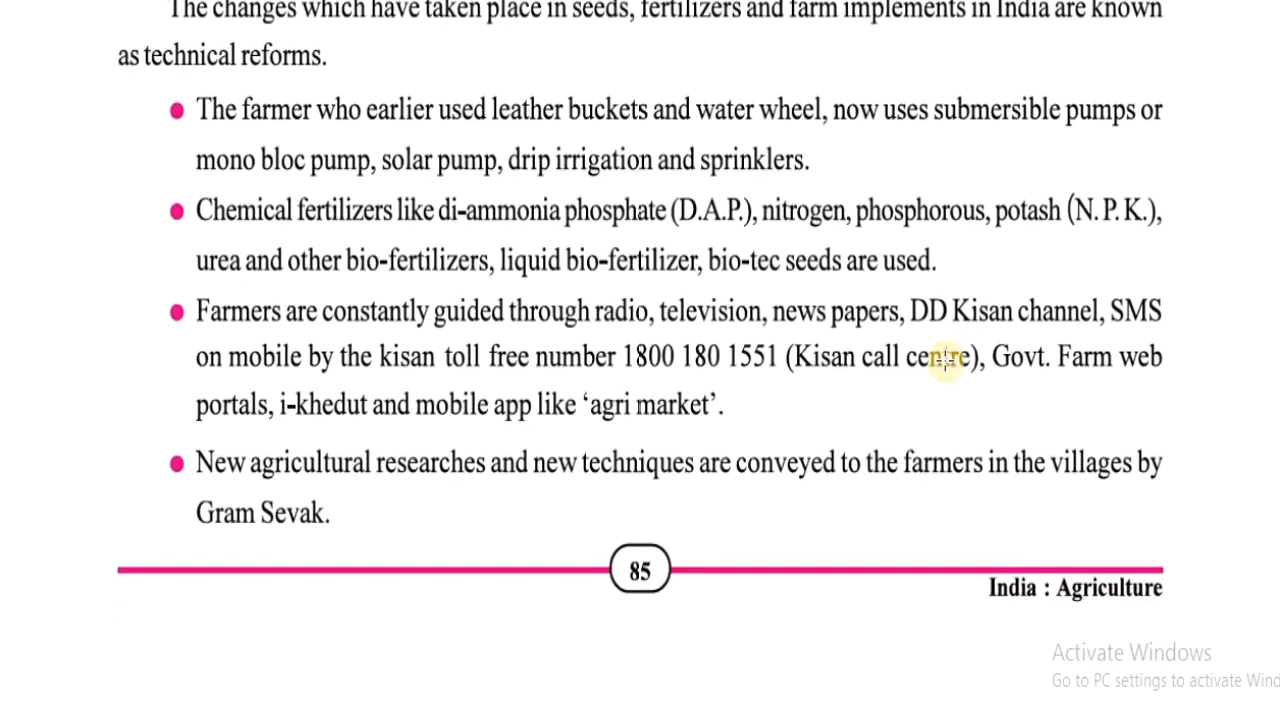 The changes which have taken place in seeds, fertilizers and farm implements in India are known
as technical reforms.
● The farmer who earlier used leather buckets and water wheel, now uses submersible pumps or
mono bloc pump, solar pump, drip irrigation and sprinklers.
● Chemical fertilizers like di-ammonia phosphate (D.A.P.), nitrogen, phosphorous, potash (N. P. K.),
urea and other bio-fertilizers, liquid bio-fertilizer, bio-tec seeds are used.
● Farmers are constantly guided through radio, television, news papers, DD Kisan channel, SMS
on mobile by the kisan toll free number 1800 180 1551 (Kisan call centre), Govt. Farm web
portals, i-khedut and mobile app like ‘agri market’.
● New agricultural researches and new techniques are conveyed to the farmers in the villages by
Gram Sevak.
85
India : Agriculture
Activate Windows
Go to PC settings to activate Wind